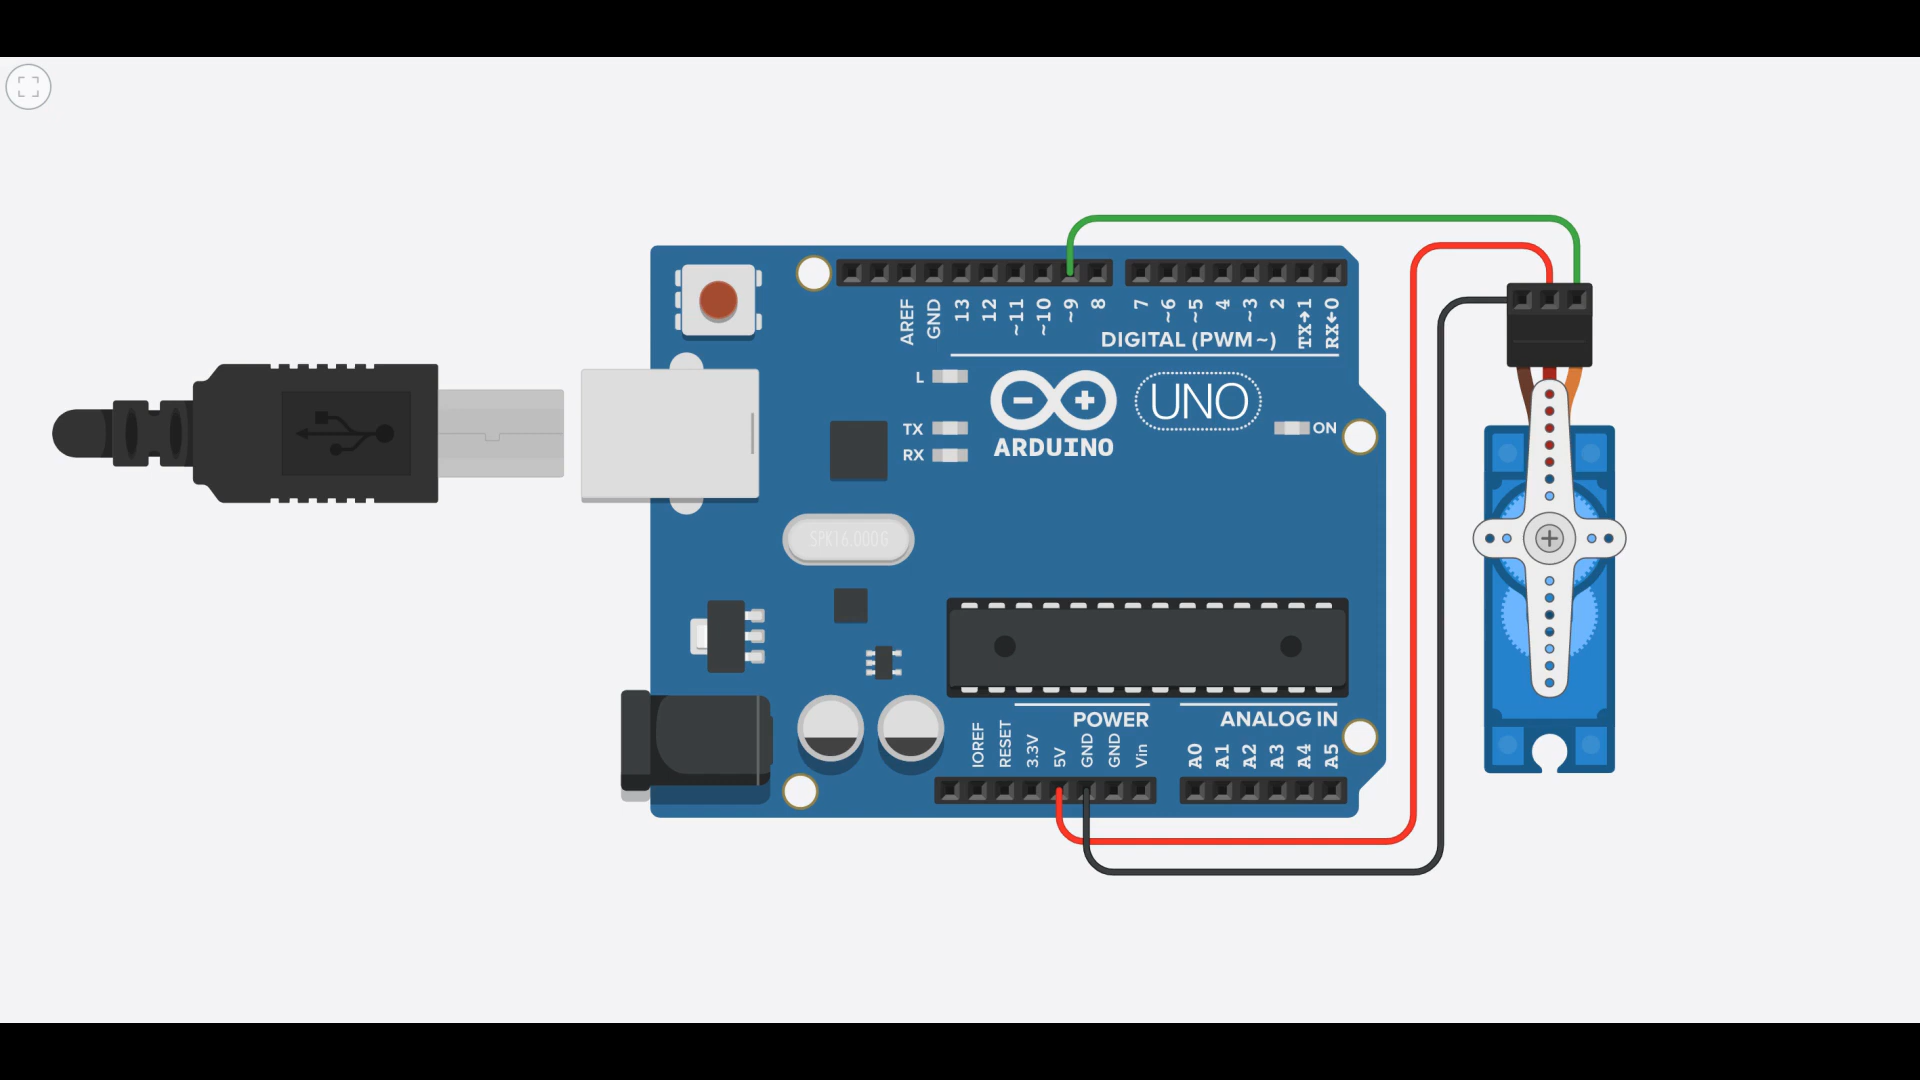 AREF
GND
13
12
~11
~10
~9
8
7
~6
~5
4
~3
2
TX→1
RX←0
DIGITAL (PWM~)
L
TX
RX
ARDUINO
UNO
ON
SPK16.000G
POWER
ANALOG IN
IOREF
RESET
3.3V
5V
GND
GND
Vin
A0
A1
A2
A3
A4
A5